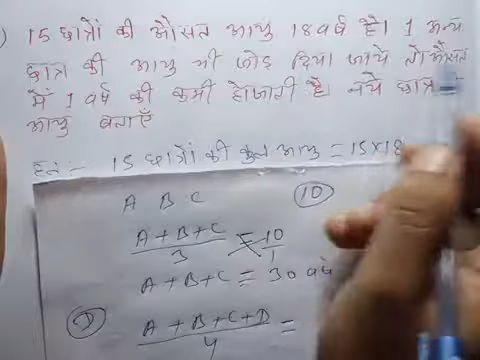 ) 15 छात्रों की औसत आयु 18 वर्ष है। 1 अन्य
छात्र की आयु भी जोड़ दिया जाये तो औसत
में 1 वर्ष की कमी हो जाती है। नये छात्र
आयु बताएँ
हल :- 15 छात्रों की कुल आयु = 15×18
A B C 10
A+B+C/3 = 10/1
A+B+C = 30 वर्ष
D A+B+C+D/4 =